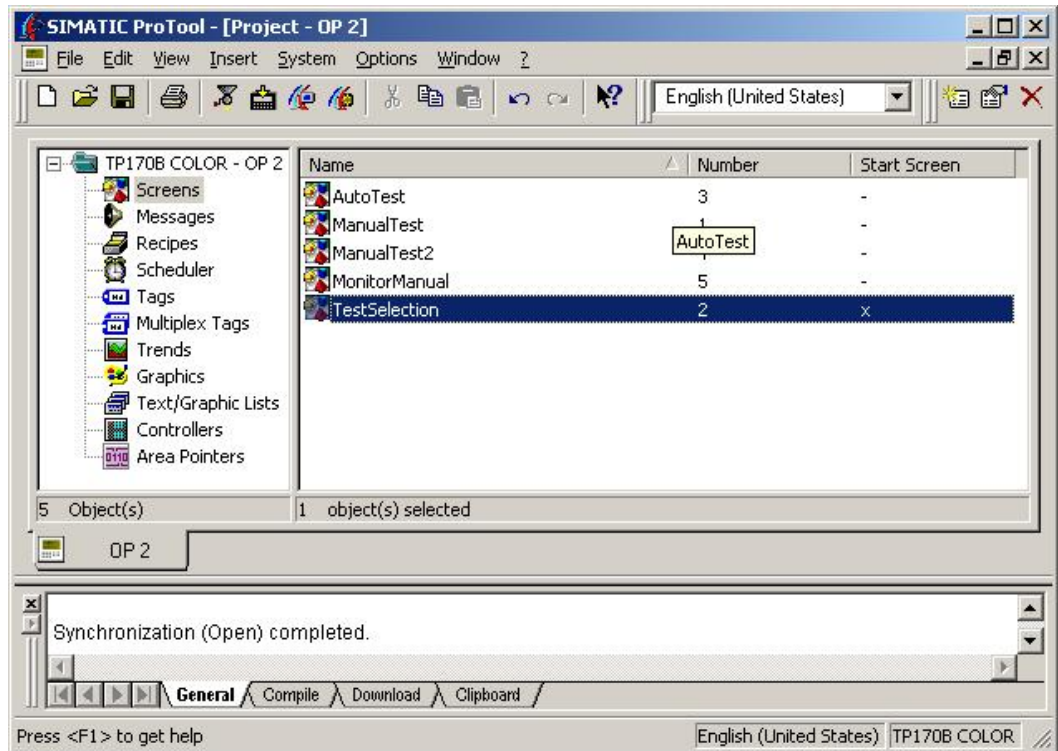 SIMATIC ProTool - [Project - OP 2]
File Edit View Insert System Options Window ?
English (United States)
TP170B COLOR - OP 2
Screens
Messages
Recipes
Scheduler
Tags
Multiplex Tags
Trends
Graphics
Text/Graphic Lists
Controllers
Area Pointers
Name Number Start Screen
AutoTest 3 -
ManualTest 1 -
AutoTest
ManualTest2 -
MonitorManual 5 -
TestSelection 2 x
5 Object(s)
1 object(s) selected
OP 2
Synchronization (Open) completed.
General Compile Download Clipboard
Press <F1> to get help
English (United States) TP170B COLOR